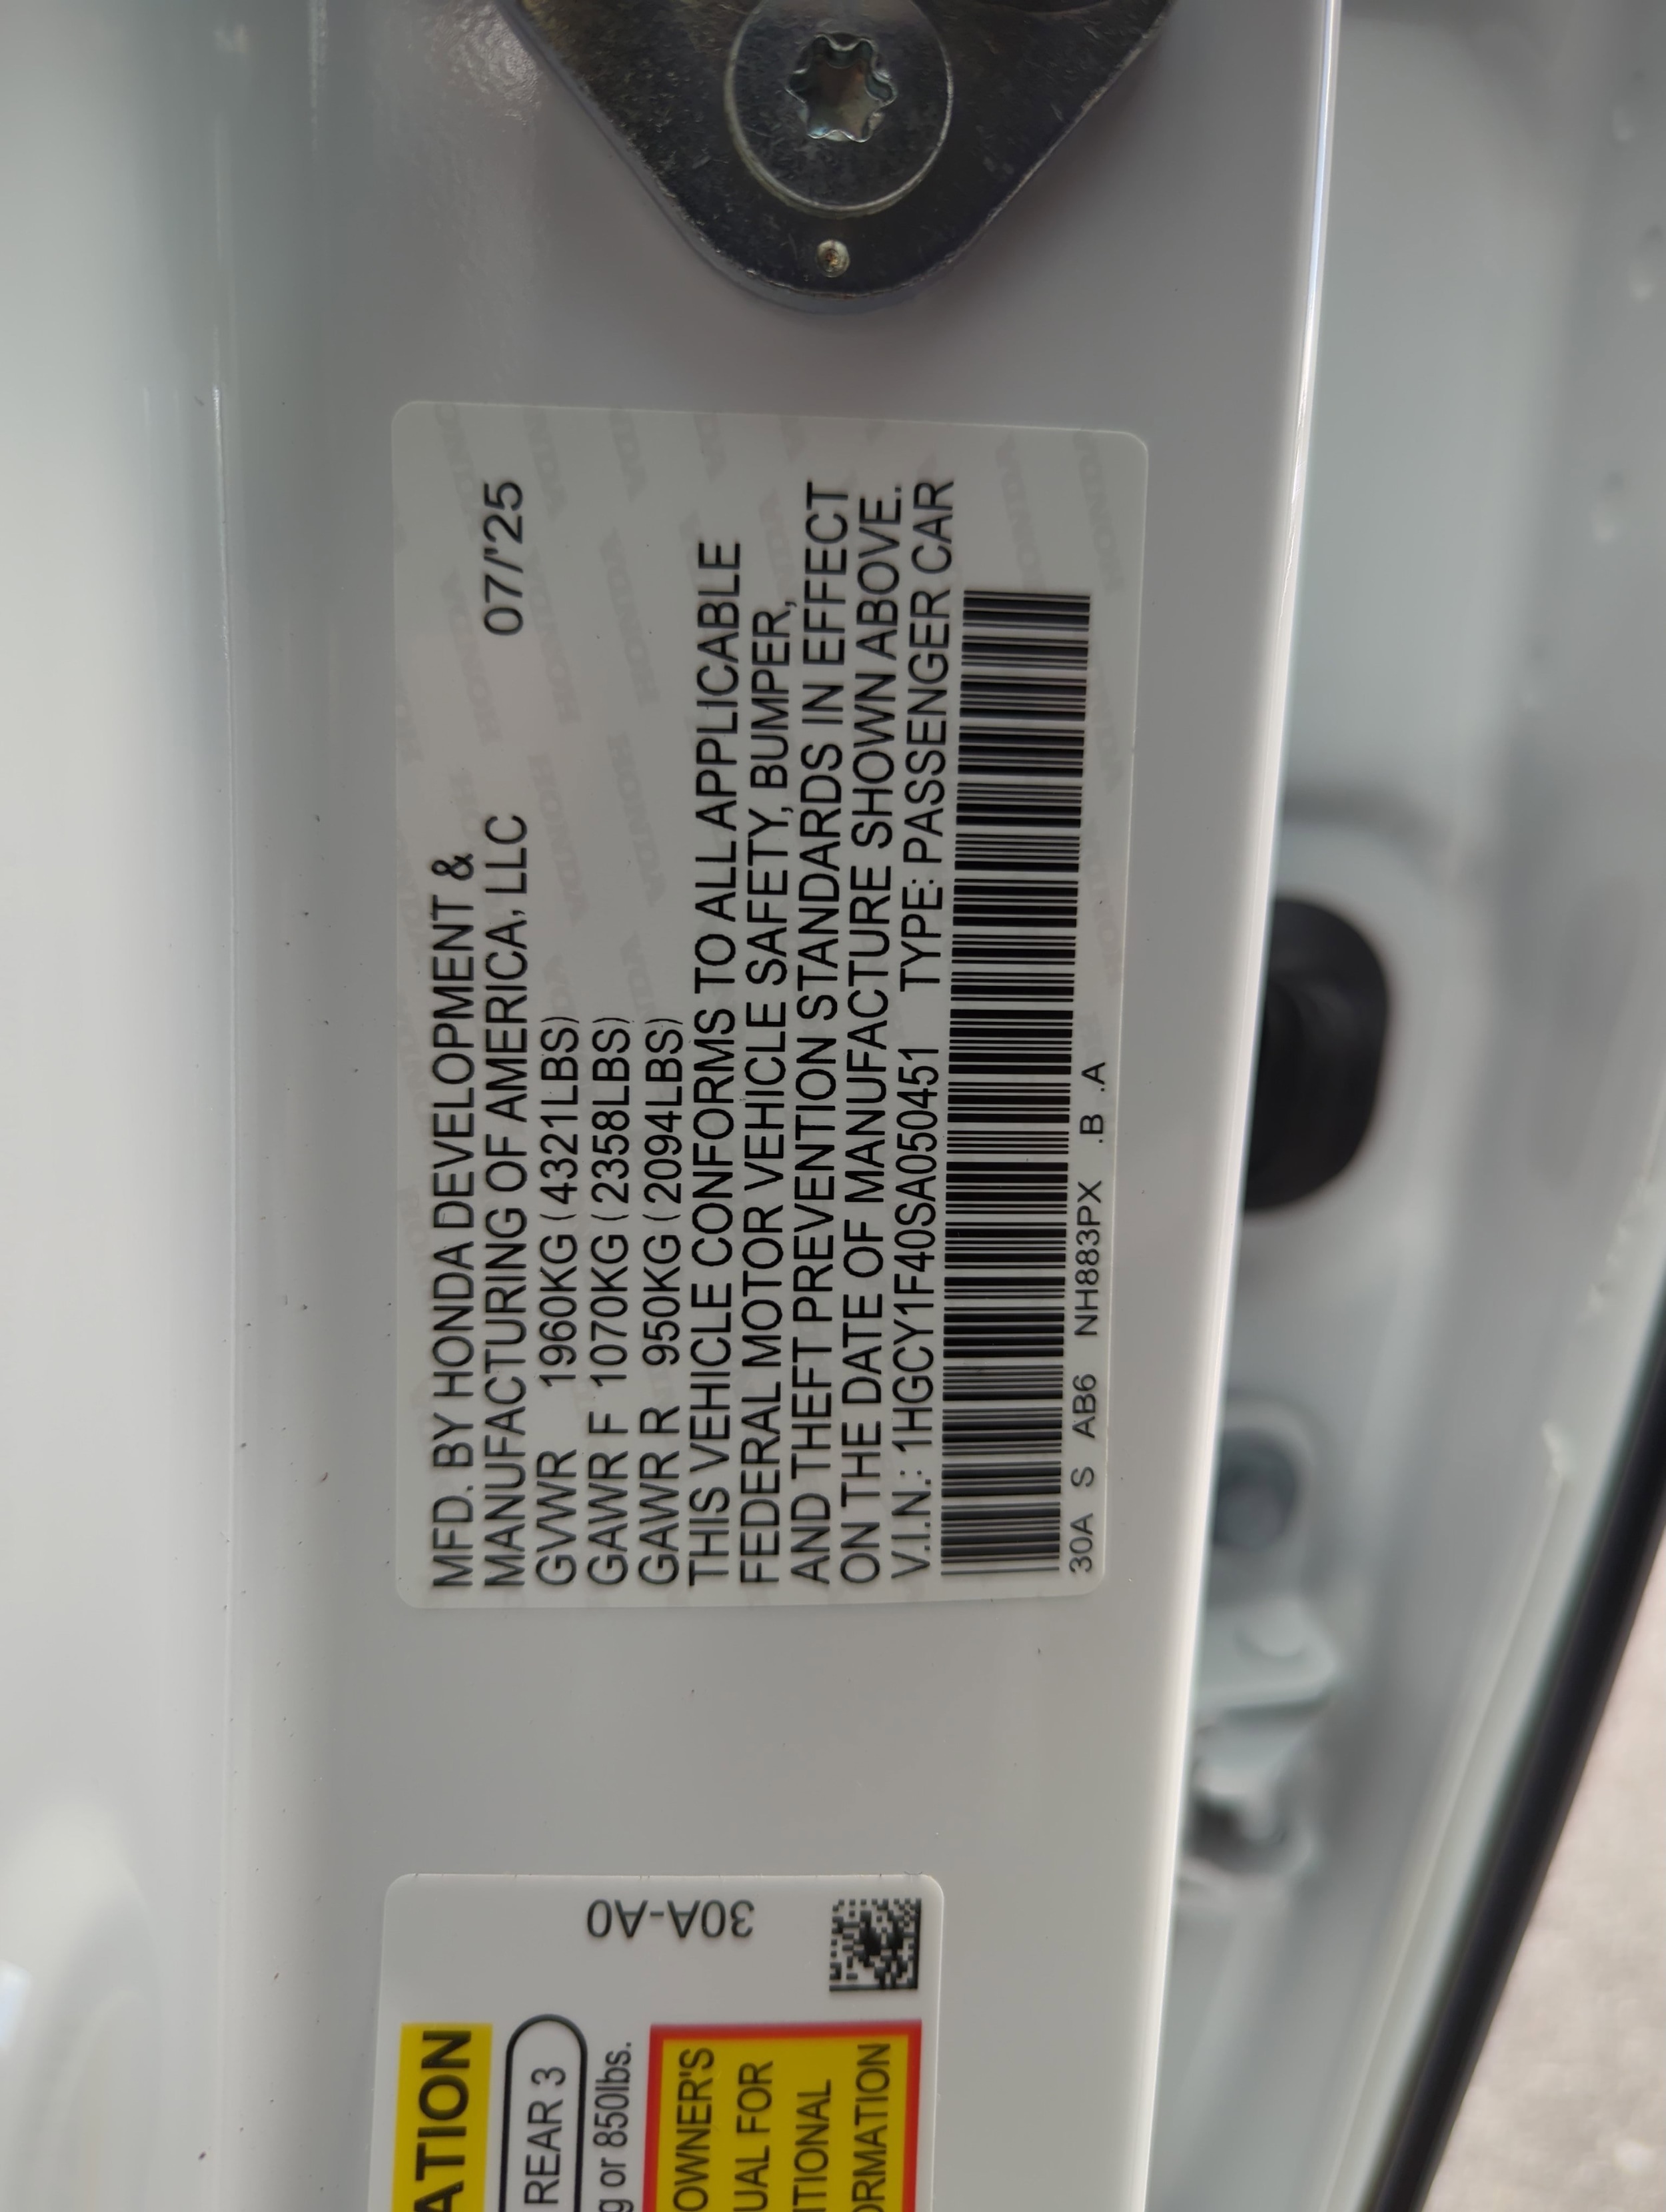 MFD. BY HONDA DEVELOPMENT &
MANUFACTURING OF AMERICA, LLC 07/'25
GVWR 1960KG (4321LBS)
GAWR F 1070KG (2358LBS)
GAWR R 950KG (2094LBS)
THIS VEHICLE CONFORMS TO ALL APPLICABLE
FEDERAL MOTOR VEHICLE SAFETY, BUMPER,
AND THEFT PREVENTION STANDARDS IN EFFECT
ON THE DATE OF MANUFACTURE SHOWN ABOVE.
V.I.N.: 1HGCY1F40SA050451 TYPE: PASSENGER CAR
30A S AB6 NH883PX .B .A
30A-A0
ATION
REAR 3
g or 850lbs.
OWNER'S
UAL FOR
ITIONAL
ORMATION